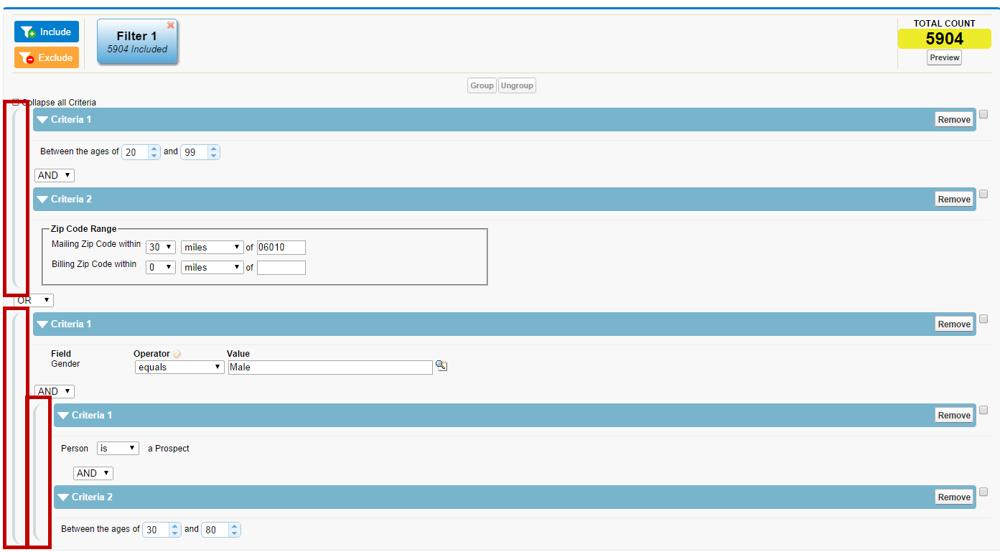 Include
Exclude
Filter 1
5904 Included
TOTAL COUNT
5904
Preview
Group Ungroup
Collapse all Criteria
Criteria 1 Remove
Between the ages of 20 and 99
AND
Criteria 2 Remove
Zip Code Range
Mailing Zip Code within 30 miles of 06010
Billing Zip Code within 0 miles of
OR
Criteria 1 Remove
Field Operator ? Value
Gender equals Male
AND
Criteria 1 Remove
Person is a Prospect
AND
Criteria 2 Remove
Between the ages of 30 and 80